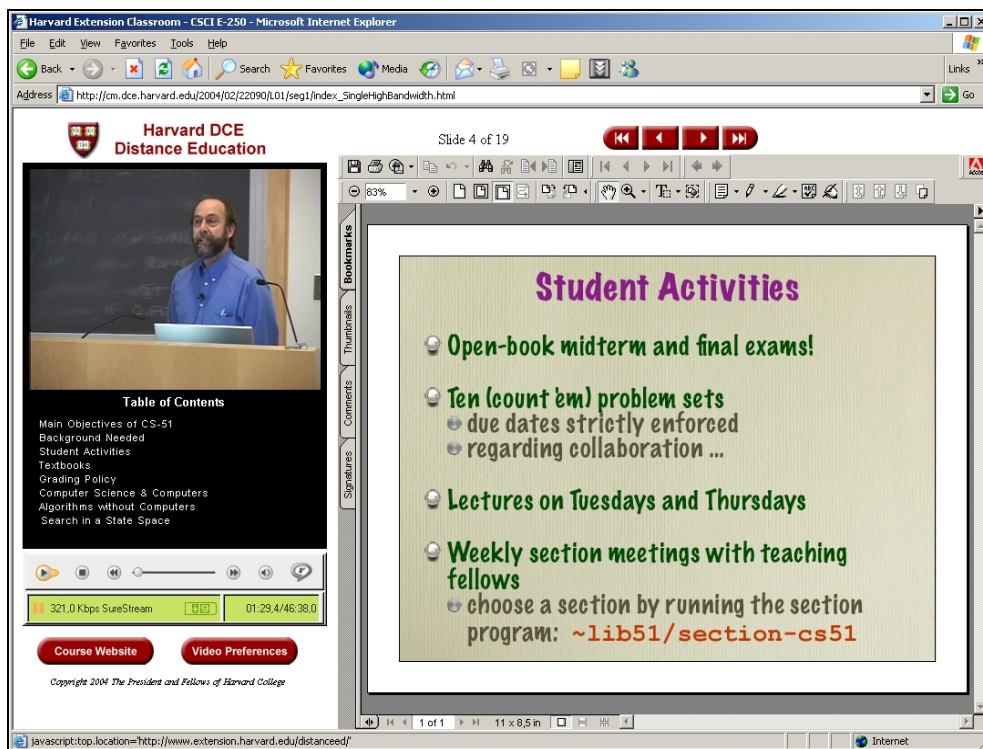 Harvard Extension Classroom - CSCI E-250 - Microsoft Internet Explorer
File Edit View Favorites Tools Help
Back Search Favorites Media Links »
Address http://cm.dce.harvard.edu/2004/02/22090/L01/seg1/index_SingleHighBandwidth.html Go
Harvard DCE
Distance Education
Slide 4 of 19
83%
Adobe
Bookmarks
Thumbnails
Comments
Signatures
Table of Contents
Main Objectives of CS-51
Background Needed
Student Activities
Textbooks
Grading Policy
Computer Science & Computers
Algorithms without Computers
Search in a State Space
321,0 Kbps SureStream 01:29,4/46:38,0
Course Website Video Preferences
Copyright 2004 The President and Fellows of Harvard College
Student Activities
Open-book midterm and final exams!
Ten (count 'em) problem sets
due dates strictly enforced
regarding collaboration ...
Lectures on Tuesdays and Thursdays
Weekly section meetings with teaching
fellows
choose a section by running the section
program: ~lib51/section-cs51
1 of 1 11 x 8,5 in
javascript:top.location="http://www.extension.harvard.edu/distanceed/" Internet